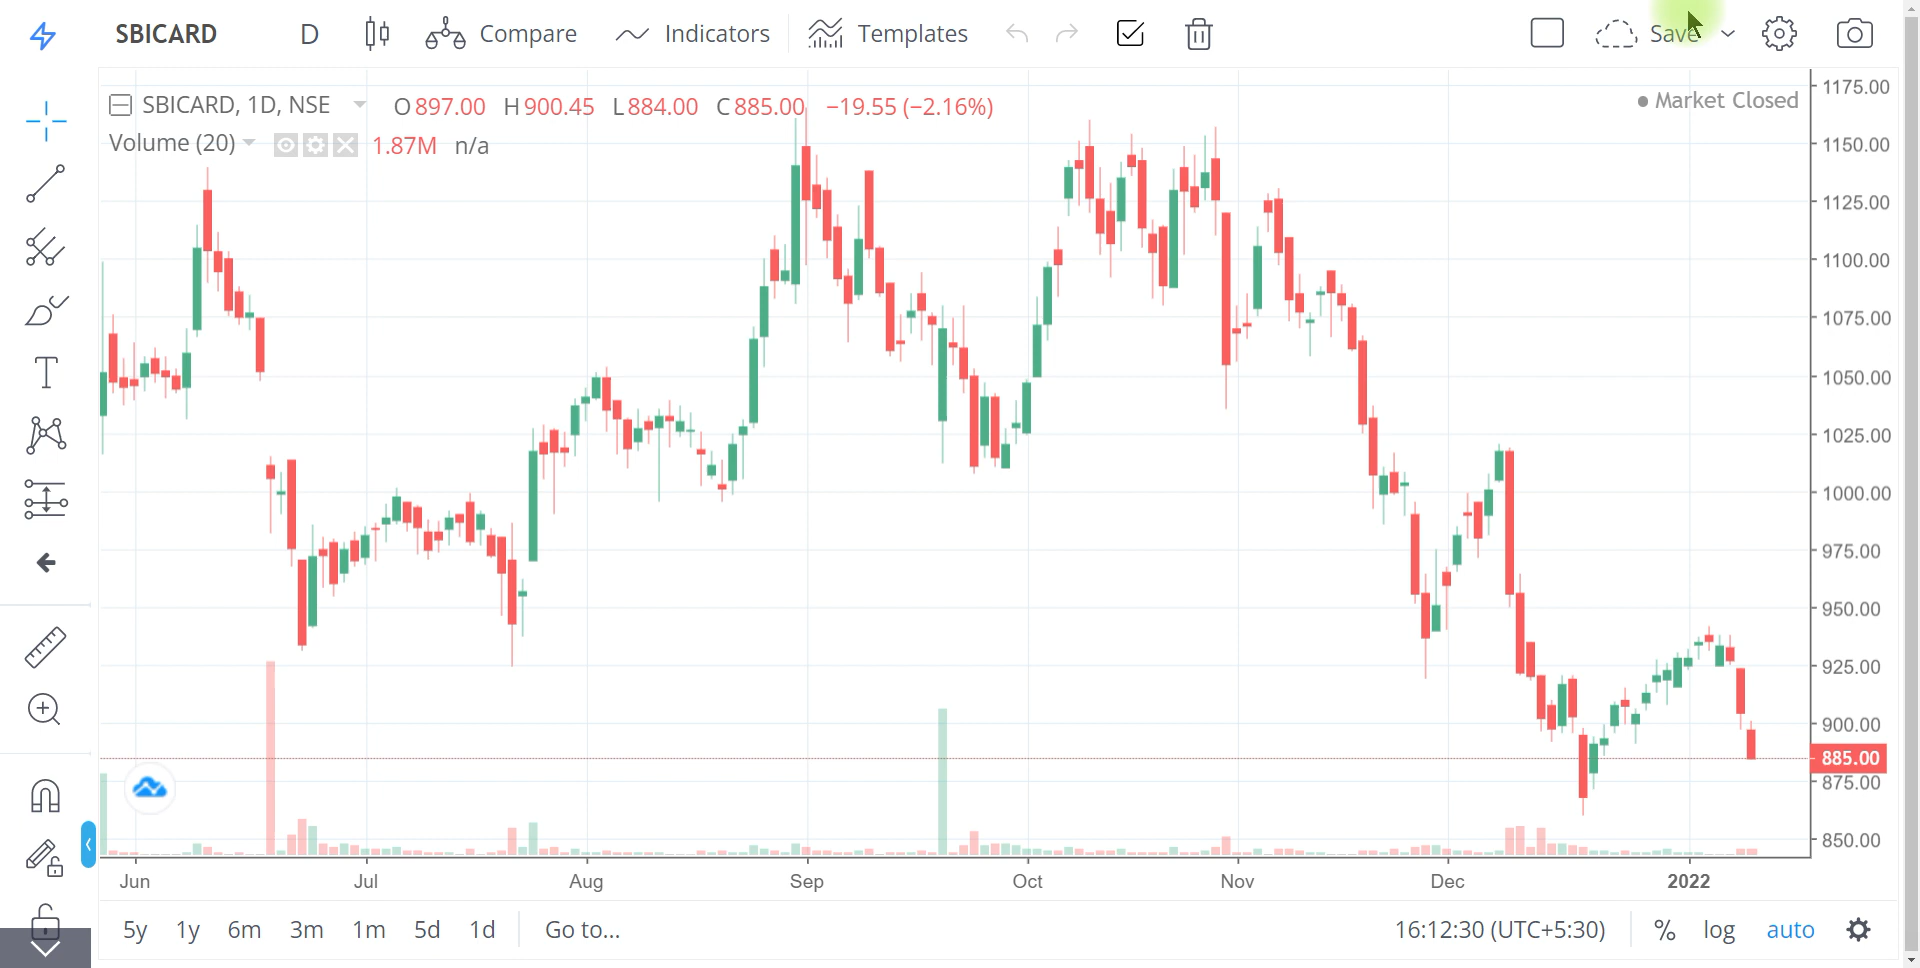 SBICARD D Compare Indicators Templates Save
SBICARD, 1D, NSE O897.00 H900.45 L884.00 C885.00 −19.55 (−2.16%)
Market Closed
Volume (20) 1.87M n/a
1175.00
1150.00
1125.00
1100.00
1075.00
1050.00
1025.00
1000.00
975.00
950.00
925.00
900.00
885.00
875.00
850.00
Jun Jul Aug Sep Oct Nov Dec 2022
5y 1y 6m 3m 1m 5d 1d Go to... 16:12:30 (UTC+5:30) % log auto